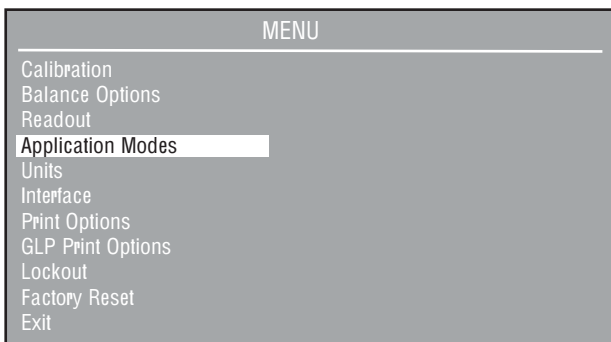 MENU
Calibration
Balance Options
Readout
Application Modes
Units
Interface
Print Options
GLP Print Options
Lockout
Factory Reset
Exit